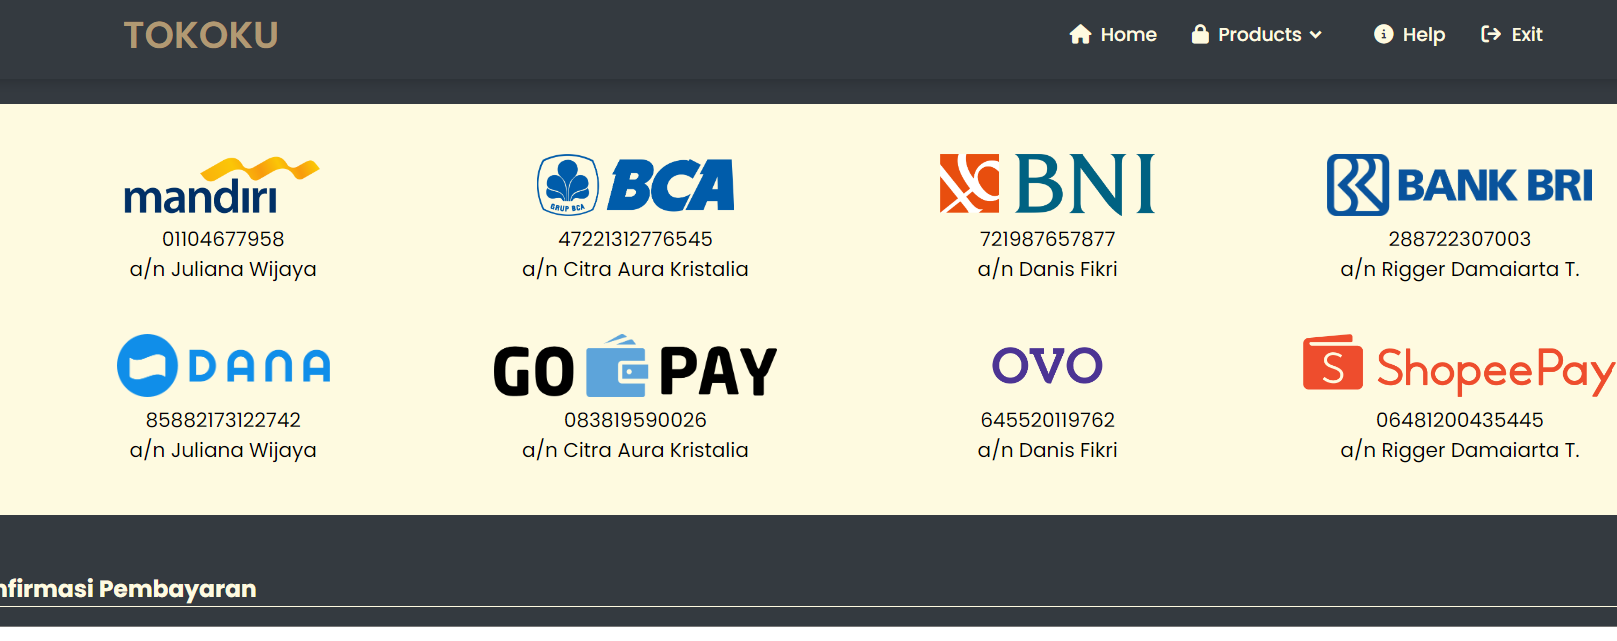 TOKOKU
Home Products Help Exit
mandiri
GRUP BCA BCA
BNI
BANK BRI
01104677958
47221312776545
721987657877
288722307003
a/n Juliana Wijaya
a/n Citra Aura Kristalia
a/n Danis Fikri
a/n Rigger Damaiarta T.
DANA
GO PAY
OVO
S ShopeePay
85882173122742
083819590026
645520119762
06481200435445
a/n Juliana Wijaya
a/n Citra Aura Kristalia
a/n Danis Fikri
a/n Rigger Damaiarta T.
nfirmasi Pembayaran